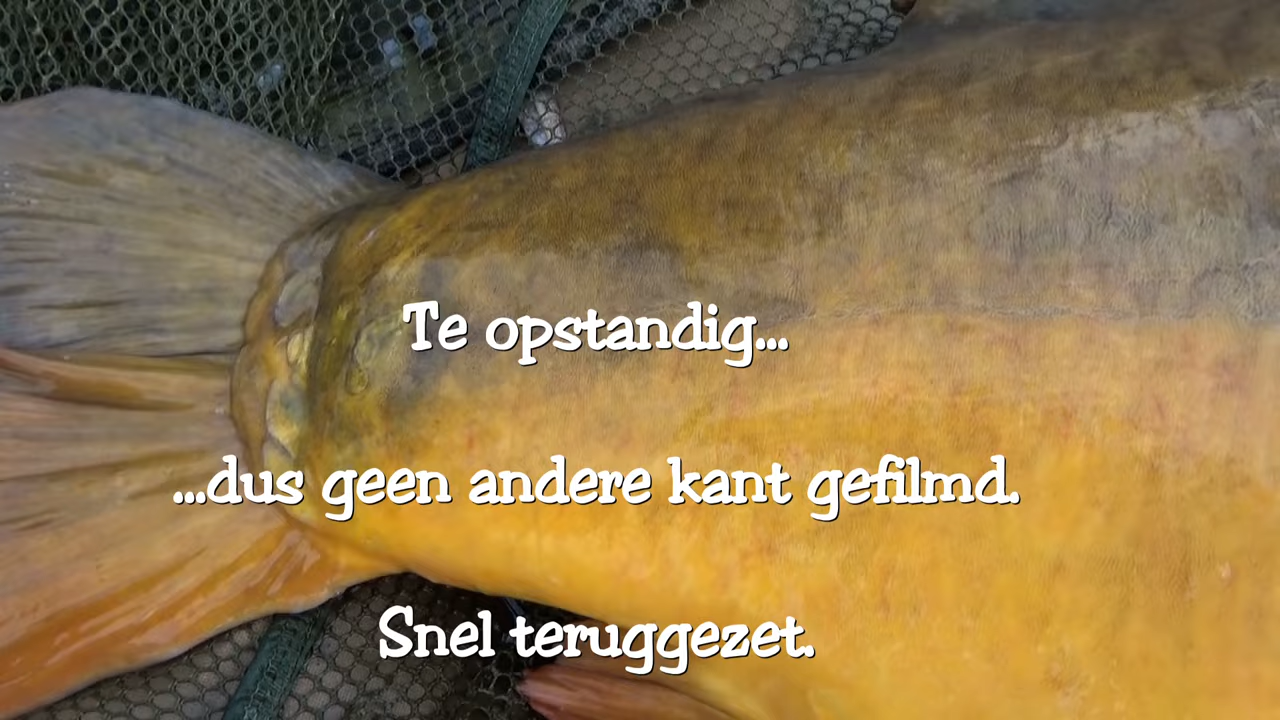 Te opstandig...
...dus geen andere kant gefilmd.
Snel teruggezet.